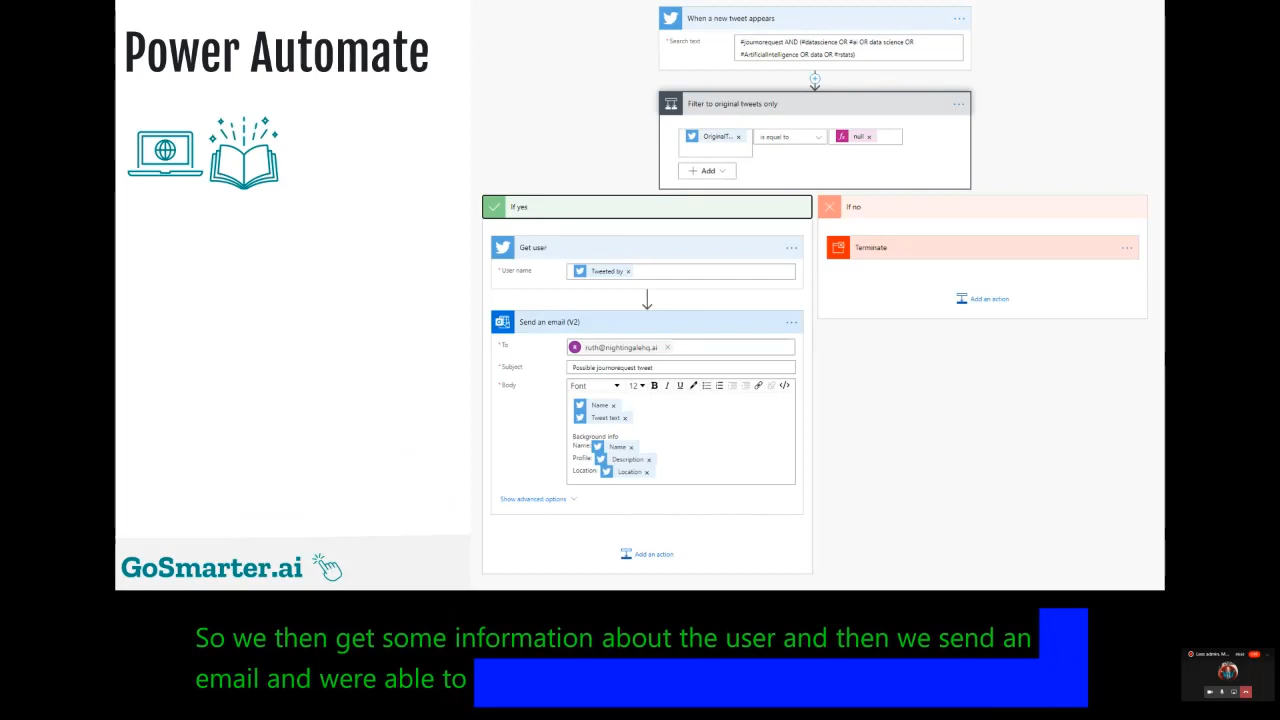 Power Automate
When a new tweet appears
* Search text
#journorequest AND (#datascience OR #ai OR data science OR
#ArtificialIntelligence OR data OR #rstats)
Filter to original tweets only
OriginalT... ×
is equal to
fx null ×
+ Add
If yes
If no
Get user
* User name
Tweeted by ×
Terminate
Add an action
Send an email (V2)
* To
R ruth@nightingalehq.ai ×
* Subject
Possible journorequest tweet
* Body
Font 12 B I U </>
Name ×
Tweet text ×
Background info
Name: Name ×
Profile: Description ×
Location: Location ×
Show advanced options
Add an action
GoSmarter.ai
So we then get some information about the user and then we send an
email and were able to